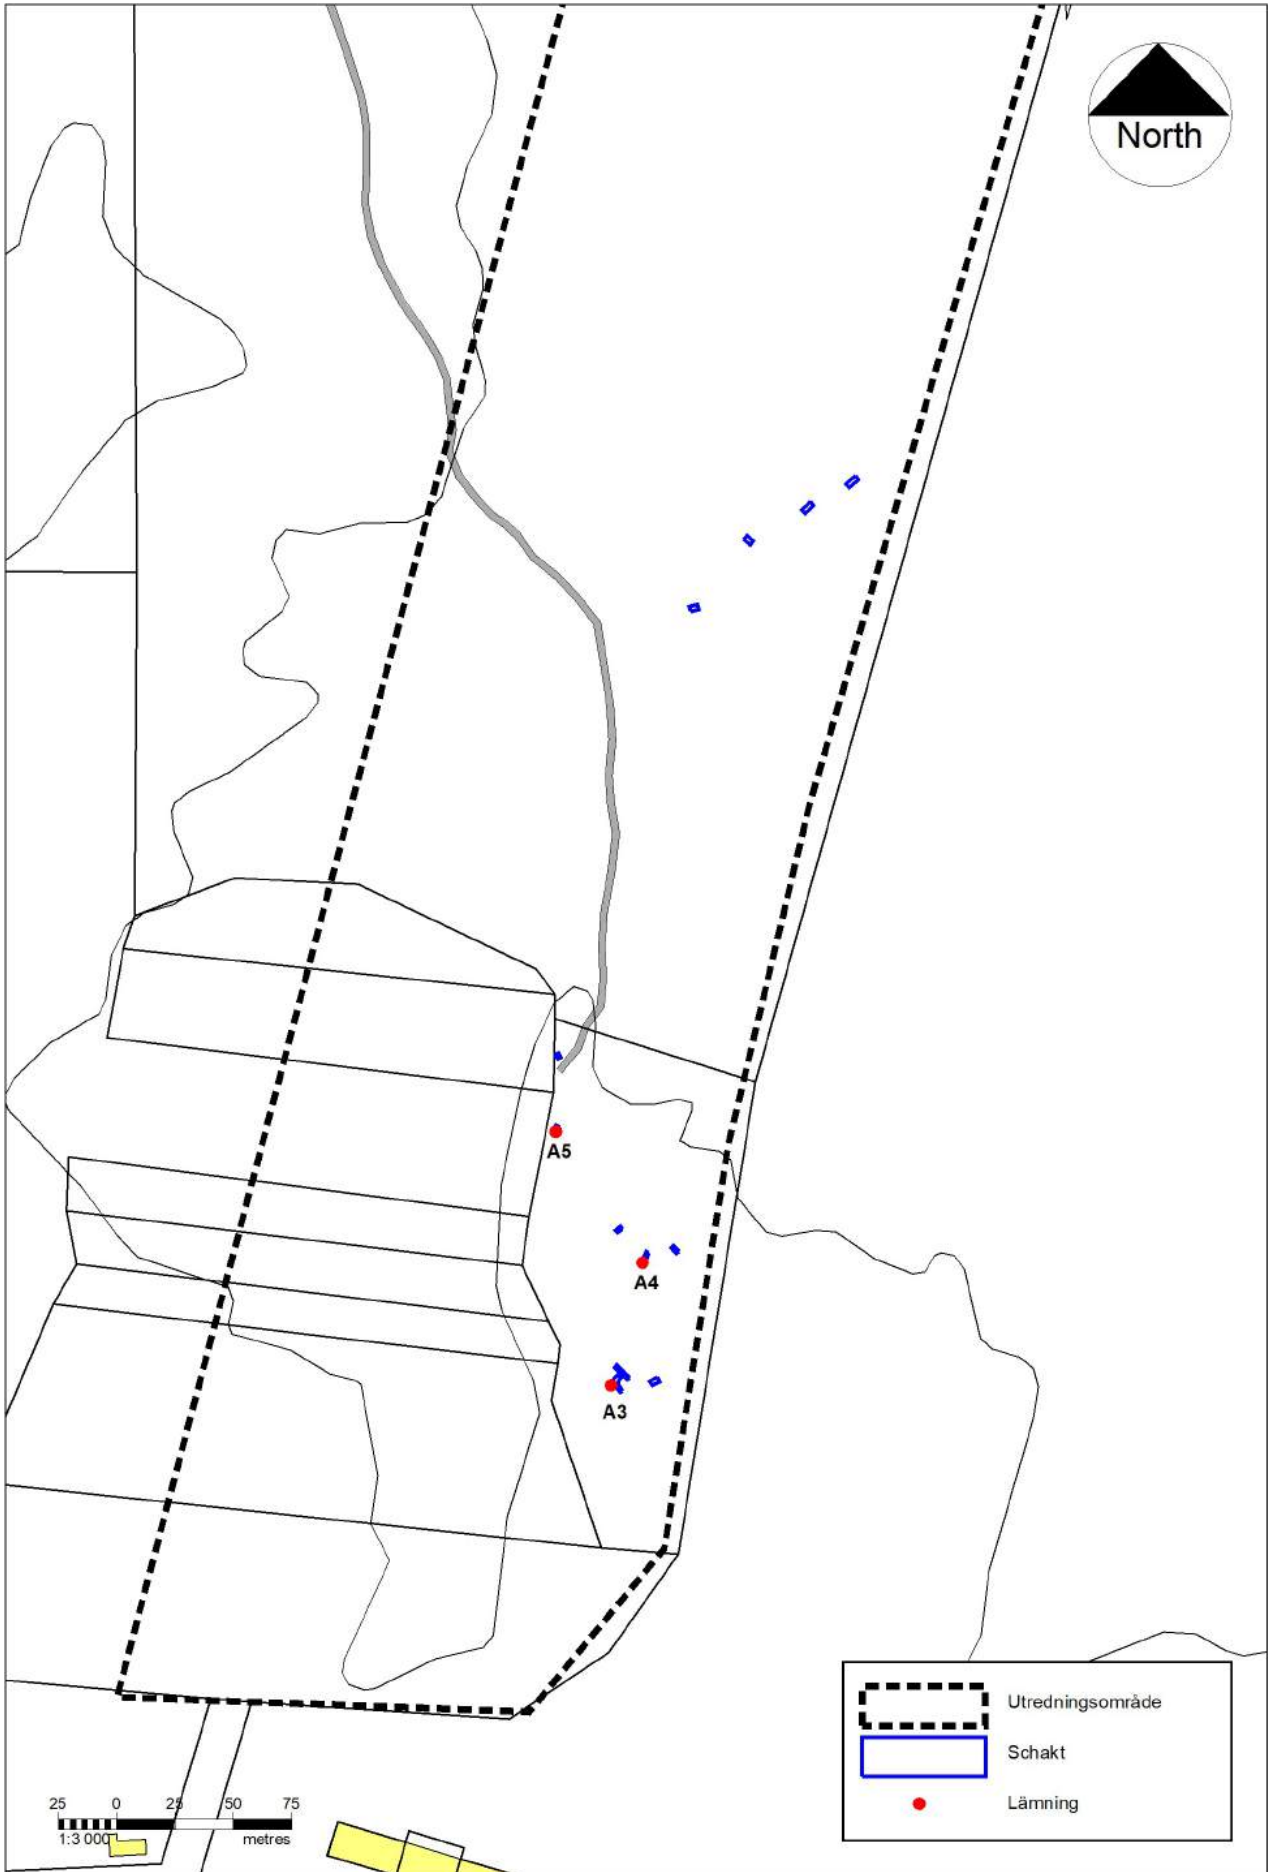 North
A5
A4
A3
Utredningsområde
Schakt
Lämning
25 0 25 50 75
1:3 000 metres